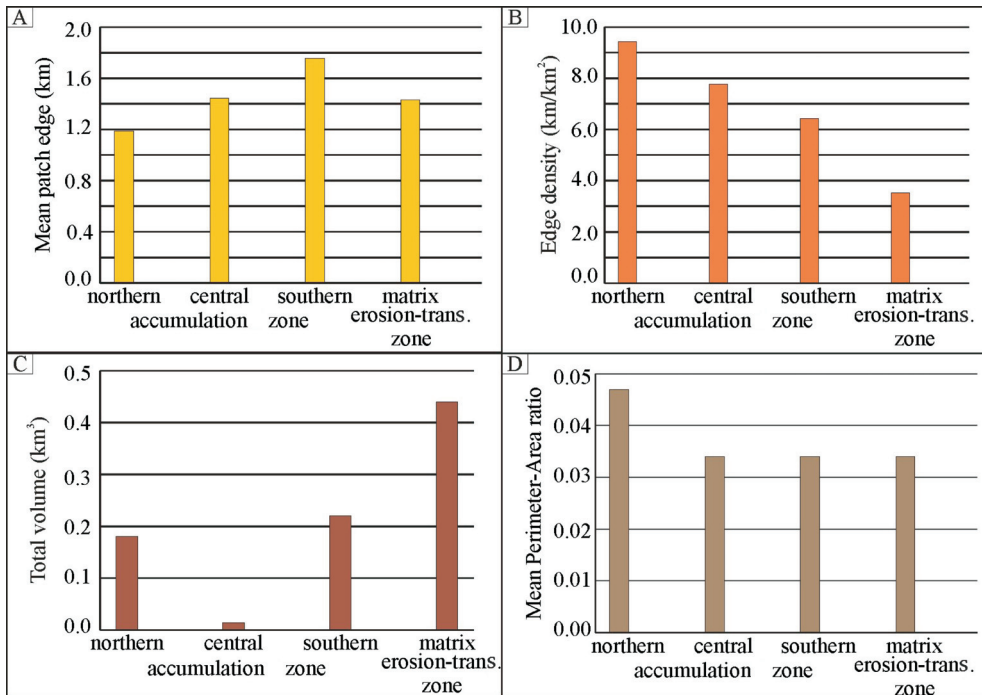 A
Mean patch edge (km)
2.0
1.6
1.2
0.8
0.4
0.0
northern central southern matrix
accumulation zone erosion-trans.
zone
B
Edge density (km/km²)
10.0
8.0
6.0
4.0
2.0
0.0
northern central southern matrix
accumulation zone erosion-trans.
zone
C
Total volume (km³)
0.5
0.4
0.3
0.2
0.1
0.0
northern central southern matrix
accumulation zone erosion-trans.
zone
D
Mean Perimeter-Area ratio
0.05
0.04
0.03
0.02
0.01
0.00
northern central southern matrix
accumulation zone erosion-trans.
zone